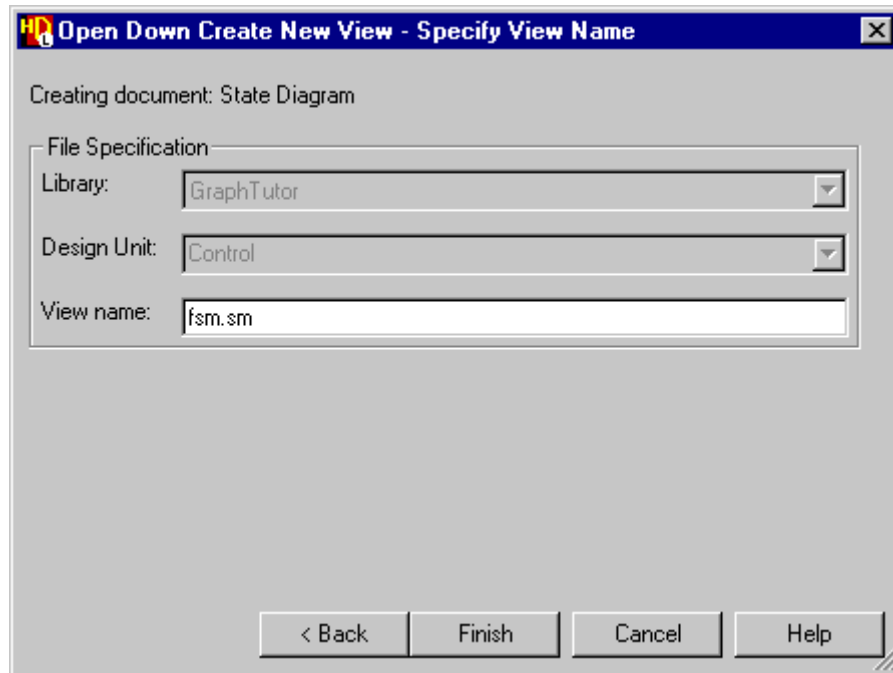 HDL Open Down Create New View - Specify View Name
Creating document: State Diagram
File Specification
Library: GraphTutor
Design Unit: Control
View name: fsm.sm
< Back Finish Cancel Help